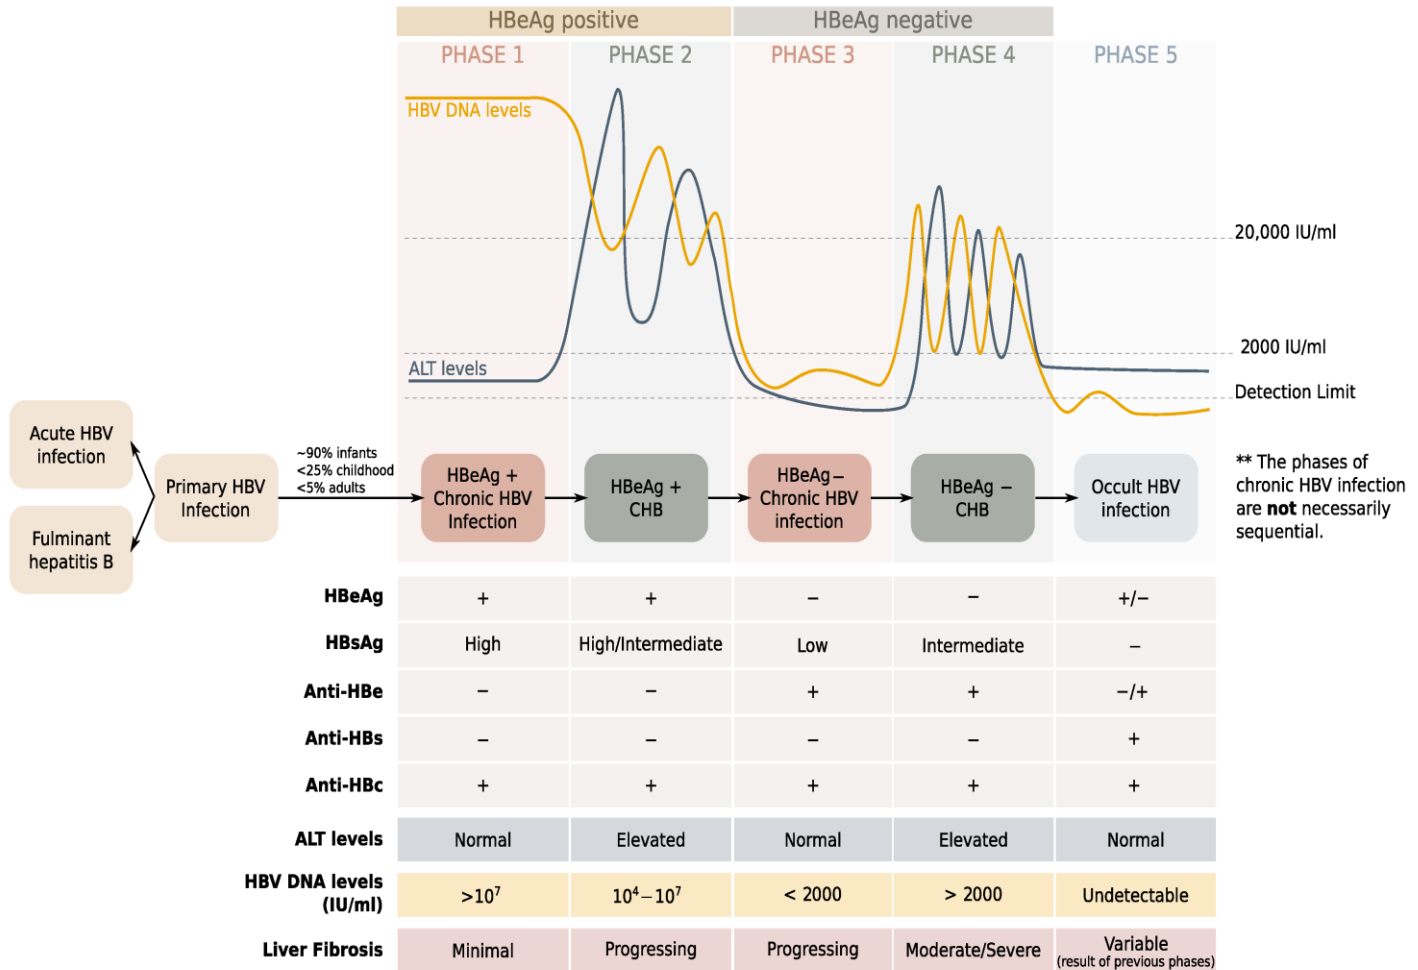 HBeAg positive
HBeAg negative
PHASE 1
PHASE 2
PHASE 3
PHASE 4
PHASE 5
HBV DNA levels
20,000 IU/ml
2000 IU/ml
ALT levels
Detection Limit
Acute HBV
infection
Fulminant
hepatitis B
Primary HBV
Infection
~90% infants
<25% childhood
<5% adults
HBeAg +
Chronic HBV
Infection
HBeAg +
CHB
HBeAg –
Chronic HBV
infection
HBeAg –
CHB
Occult HBV
infection
** The phases of
chronic HBV infection
are not necessarily
sequential.
HBeAg + + – – +/–
HBsAg High High/Intermediate Low Intermediate –
Anti-HBe – – + + –/+
Anti-HBs – – – – +
Anti-HBc + + + + +
ALT levels Normal Elevated Normal Elevated Normal
HBV DNA levels
(IU/ml) >10⁷ 10⁴–10⁷ < 2000 > 2000 Undetectable
Liver Fibrosis Minimal Progressing Progressing Moderate/Severe Variable
(result of previous phases)